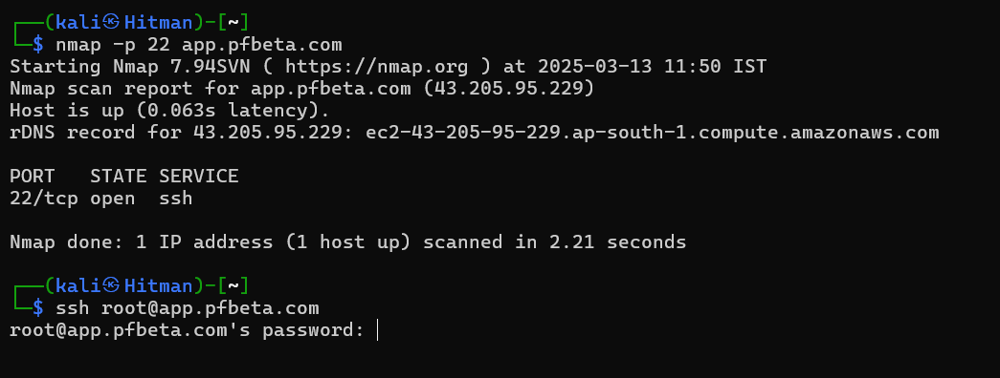 ┌──(kali㉿Hitman)-[~]
└─$ nmap -p 22 app.pfbeta.com
Starting Nmap 7.94SVN ( https://nmap.org ) at 2025-03-13 11:50 IST
Nmap scan report for app.pfbeta.com (43.205.95.229)
Host is up (0.063s latency).
rDNS record for 43.205.95.229: ec2-43-205-95-229.ap-south-1.compute.amazonaws.com
PORT   STATE SERVICE
22/tcp open  ssh
Nmap done: 1 IP address (1 host up) scanned in 2.21 seconds
┌──(kali㉿Hitman)-[~]
└─$ ssh root@app.pfbeta.com
root@app.pfbeta.com's password: